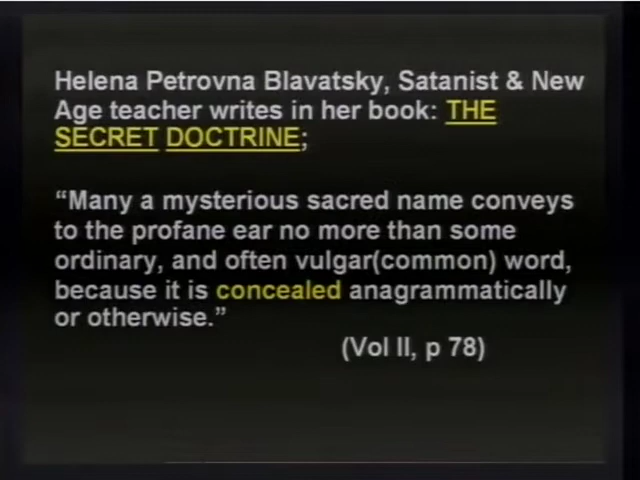 Helena Petrovna Blavatsky, Satanist & New
Age teacher writes in her book: THE
SECRET DOCTRINE;
“Many a mysterious sacred name conveys
to the profane ear no more than some
ordinary, and often vulgar(common) word,
because it is concealed anagrammatically
or otherwise.”
(Vol II, p 78)